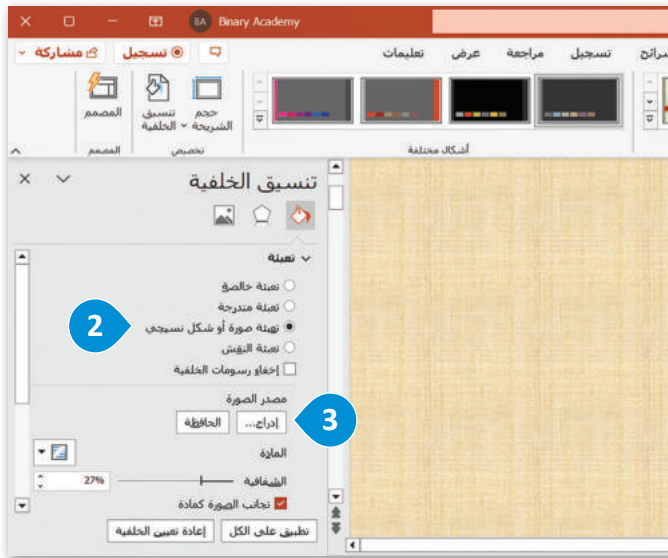 BA Binary Academy
شرائح تسجيل مراجعة عرض تعليمات
تسجيل مشاركة
حجم الشريحة
تنسيق الخلفية
المصمم
أشكال مختلفة تخصيص المصمم
تنسيق الخلفية
تعبئة
تعبئة خالصة
تعبئة متدرجة
2 تعبئة صورة أو شكل نسيجي
تعبئة النقش
إخفاء رسومات الخلفية
مصدر الصورة
3 إدراج... الحافظة
المادة
الشفافية 27%
تجانب الصورة كمادة
تطبيق على الكل إعادة تعيين الخلفية